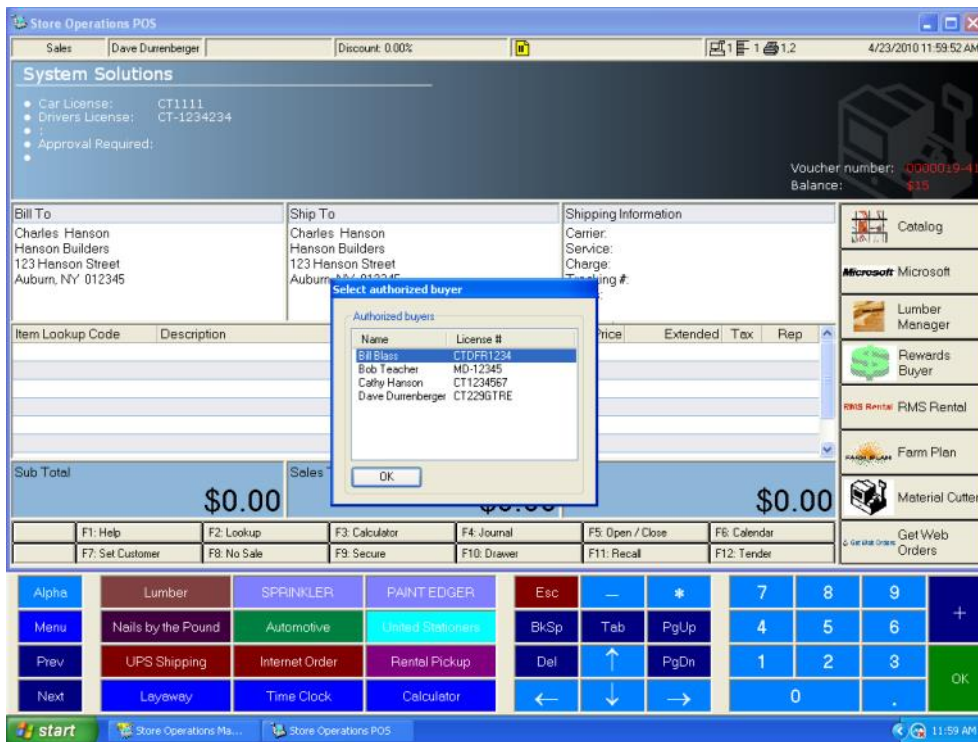 Store Operations POS
Sales Dave Durrenberger Discount: 0.00% 1 1 1,2 4/23/2010 11:59:52 AM
System Solutions
Car License: CT1111
Drivers License: CT-1234234
:
Approval Required:
Voucher number: 0000019-41
Balance: $15
Bill To Ship To Shipping Information
Charles Hanson Charles Hanson Carrier:
Hanson Builders Hanson Builders Service:
123 Hanson Street 123 Hanson Street Charge:
Auburn, NY 012345 Auburn, NY 012345 Tracking #:
Select authorized buyer
Authorized buyers
Name License #
Bill Blass CTDFR1234
Bob Teacher MD-12345
Cathy Hanson CT1234567
Dave Durrenberger CT229GTRE
OK
Item Lookup Code Description Price Extended Tax Rep
Sub Total Sales
$0.00 $0.00
F1: Help F2: Lookup F3: Calculator F4: Journal F5: Open / Close F6: Calendar
F7: Set Customer F8: No Sale F9: Secure F10: Drawer F11: Recall F12: Tender
Catalog
Microsoft Microsoft
Lumber
Manager
Rewards
Buyer
RMS Rental RMS Rental
Farm Plan
Material Cutter
Get Web Orders Get Web
Orders
Alpha Lumber SPRINKLER PAINT EDGER Esc — * 7 8 9 +
Menu Nails by the Pound Automotive United Stationers BkSp Tab PgUp 4 5 6
Prev UPS Shipping Internet Order Rental Pickup Del ↑ PgDn 1 2 3 OK
Next Layaway Time Clock Calculator ← ↓ → 0 .
start Store Operations Ma... Store Operations POS 11:59 AM